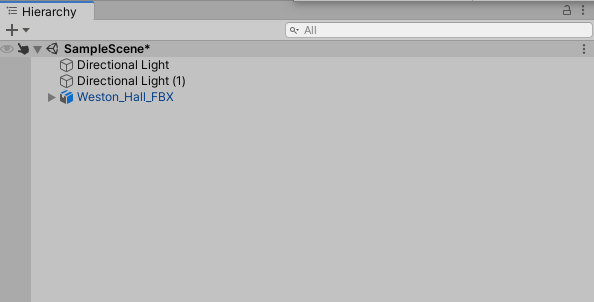 Hierarchy
All
SampleScene*
Directional Light
Directional Light (1)
Weston_Hall_FBX